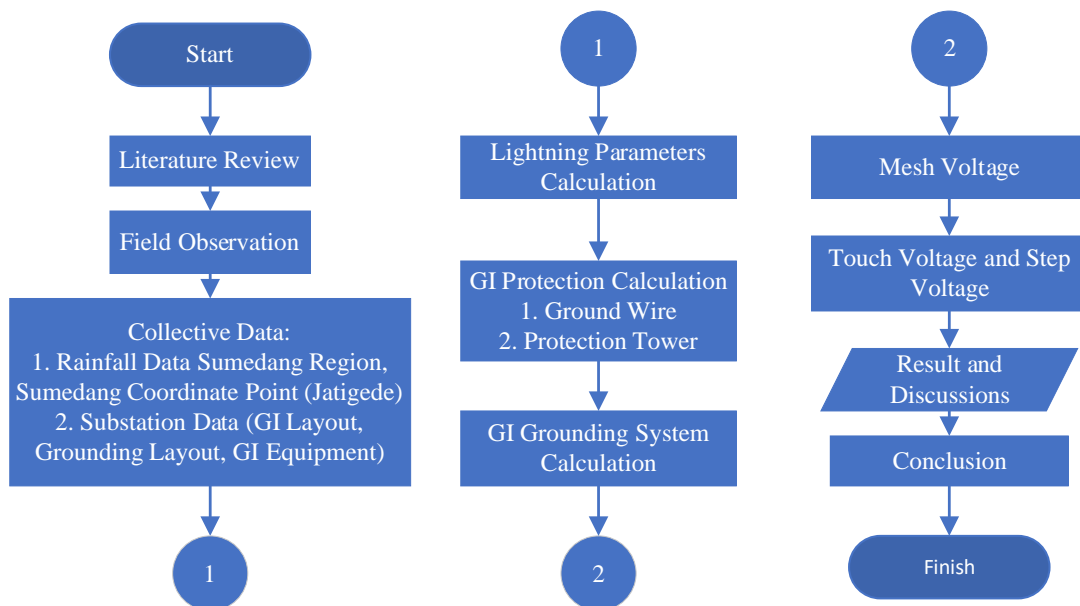 Start
Literature Review
Field Observation
Collective Data:
1. Rainfall Data Sumedang Region,
Sumedang Coordinate Point (Jatigede)
2. Substation Data (GI Layout,
Grounding Layout, GI Equipment)
1
1
Lightning Parameters
Calculation
GI Protection Calculation
1. Ground Wire
2. Protection Tower
GI Grounding System
Calculation
2
2
Mesh Voltage
Touch Voltage and Step
Voltage
Result and
Discussions
Conclusion
Finish